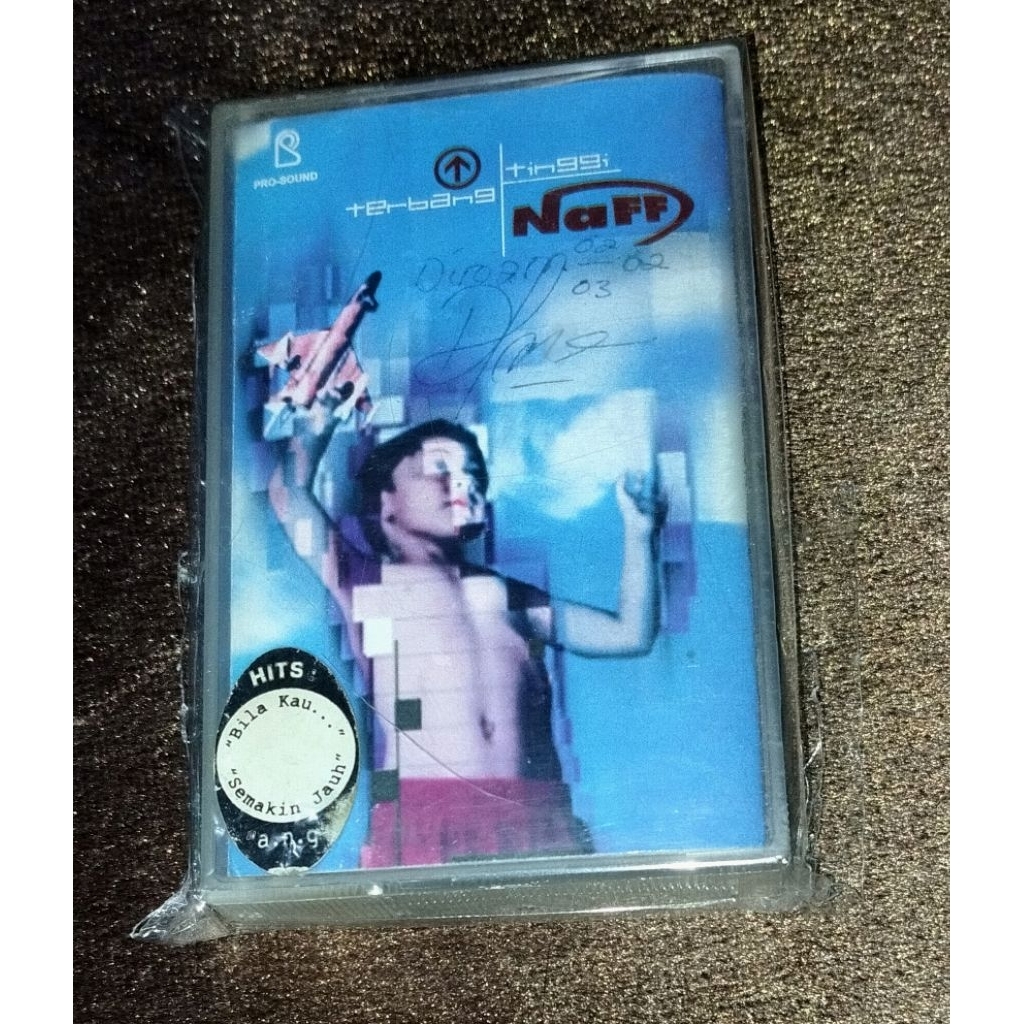 PRO-SOUND
terbang tinggi
NaFF
02
02
03
HITS:
"Bila Kau..."
"Semakin Jauh"
a.n.g